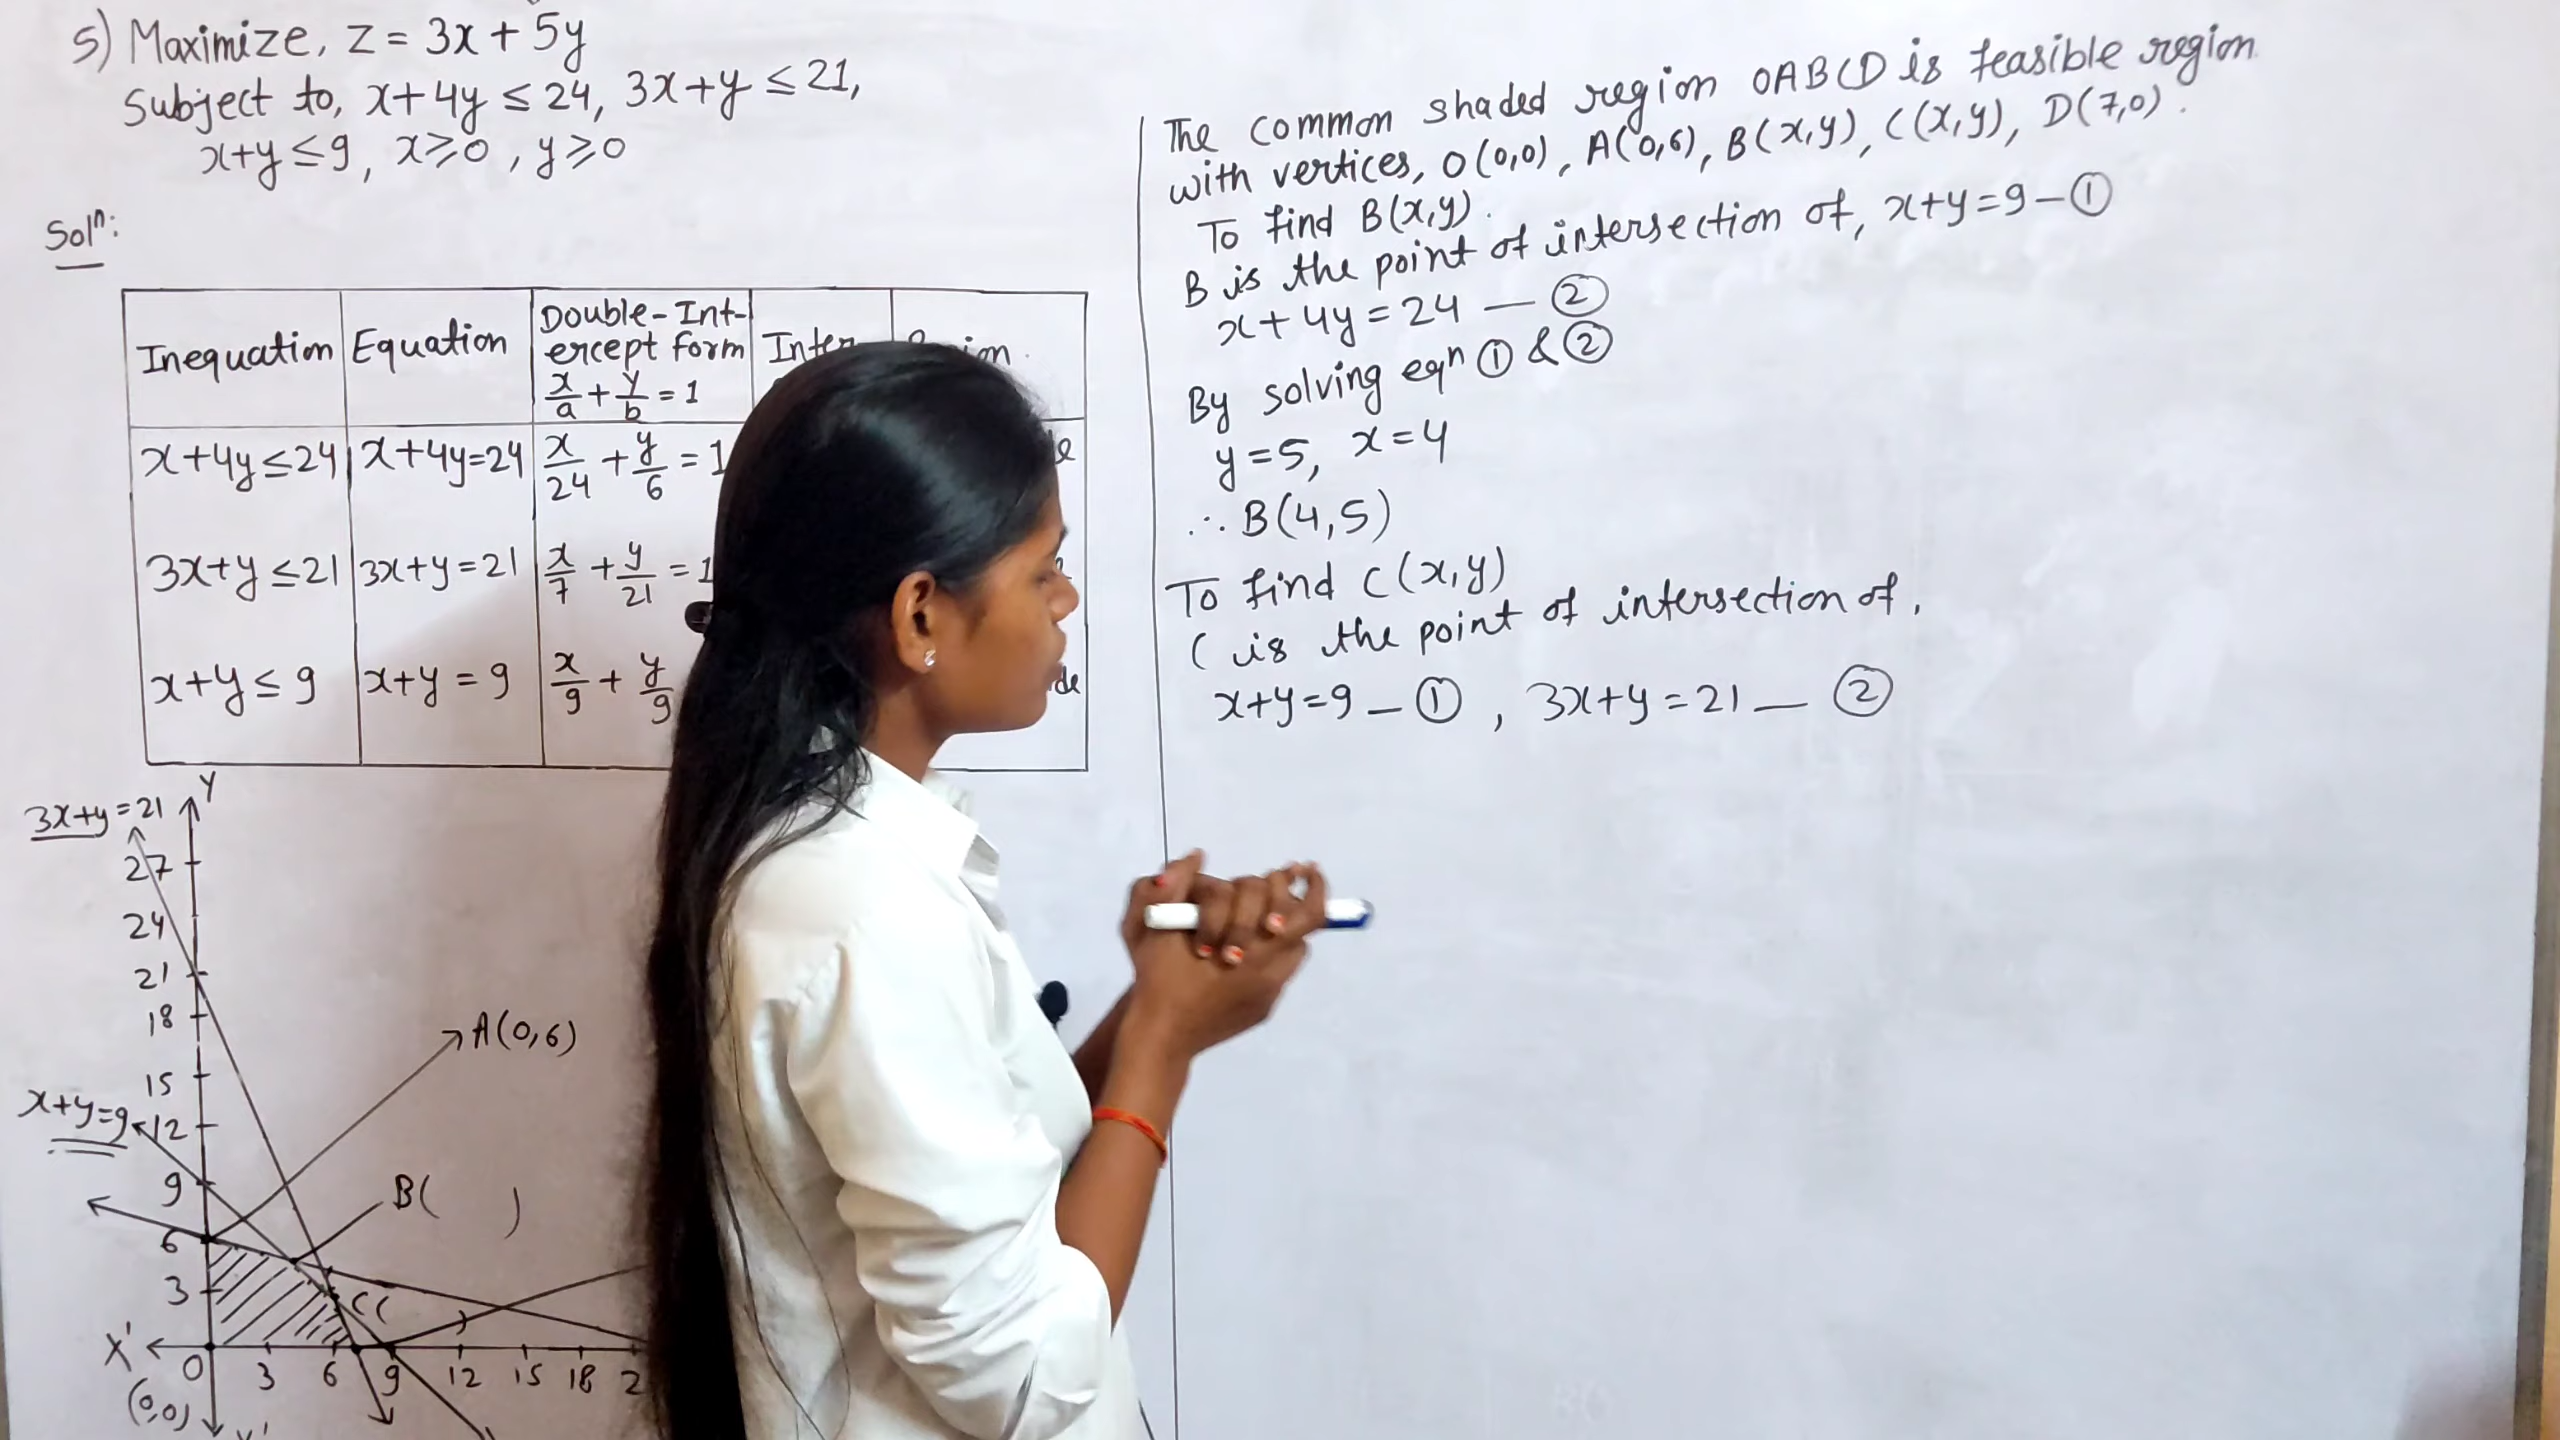 5) Maximize, z = 3x + 5y
Subject to, x+4y ≤ 24, 3x+y ≤ 21,
x+y ≤ 9, x ≥ 0, y ≥ 0
Solⁿ:
Inequation Equation Double-Int-
ercept form
x/a + y/b = 1
x+4y ≤ 24 x+4y=24 x/24 + y/6 = 1
3x+y ≤ 21 3x+y=21 x/7 + y/21 = 1
x+y ≤ 9 x+y = 9 x/9 + y/9
Y
3x+y = 21
27
24
21
18
15
x+y=9
12
9
6
3
A(0,6)
B( )
C( )
X' O 3 6 9 12 15 18
(0,0)
The common shaded region OABCD is feasible region
with vertices, O(0,0), A(0,6), B(x,y), C(x,y), D(7,0).
To find B(x,y).
B is the point of intersection of, x+y=9 – ①
x+4y = 24 — ②
By solving eqⁿ ① & ②
y=5, x=4
∴ B(4,5)
To find C(x,y)
C is the point of intersection of,
x+y=9 – ①, 3x+y=21 — ②